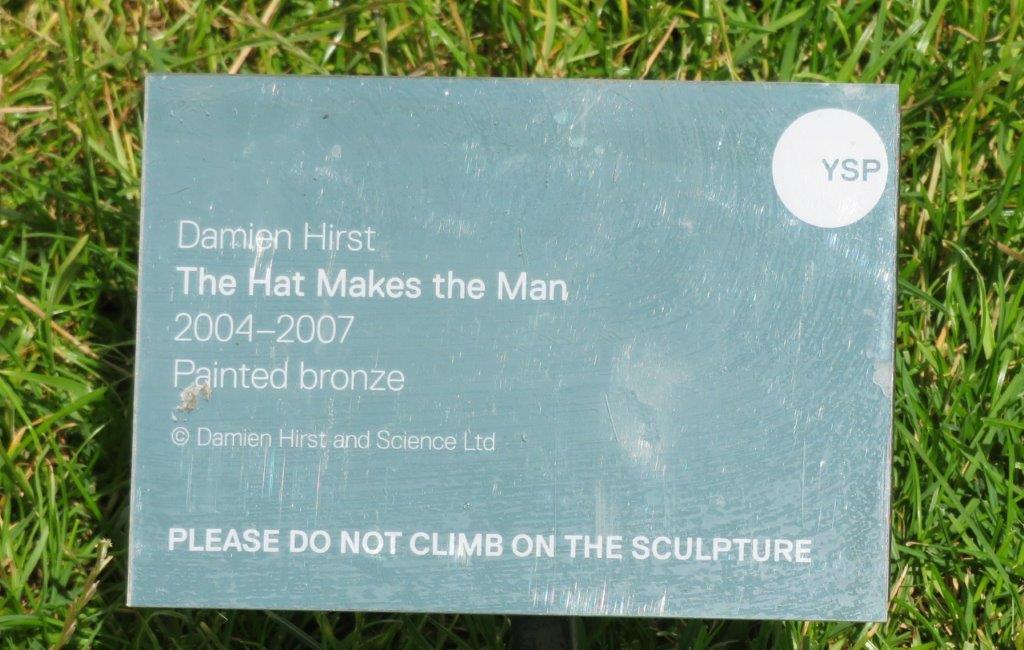 YSP
Damien Hirst
The Hat Makes the Man
2004–2007
Painted bronze
© Damien Hirst and Science Ltd
PLEASE DO NOT CLIMB ON THE SCULPTURE